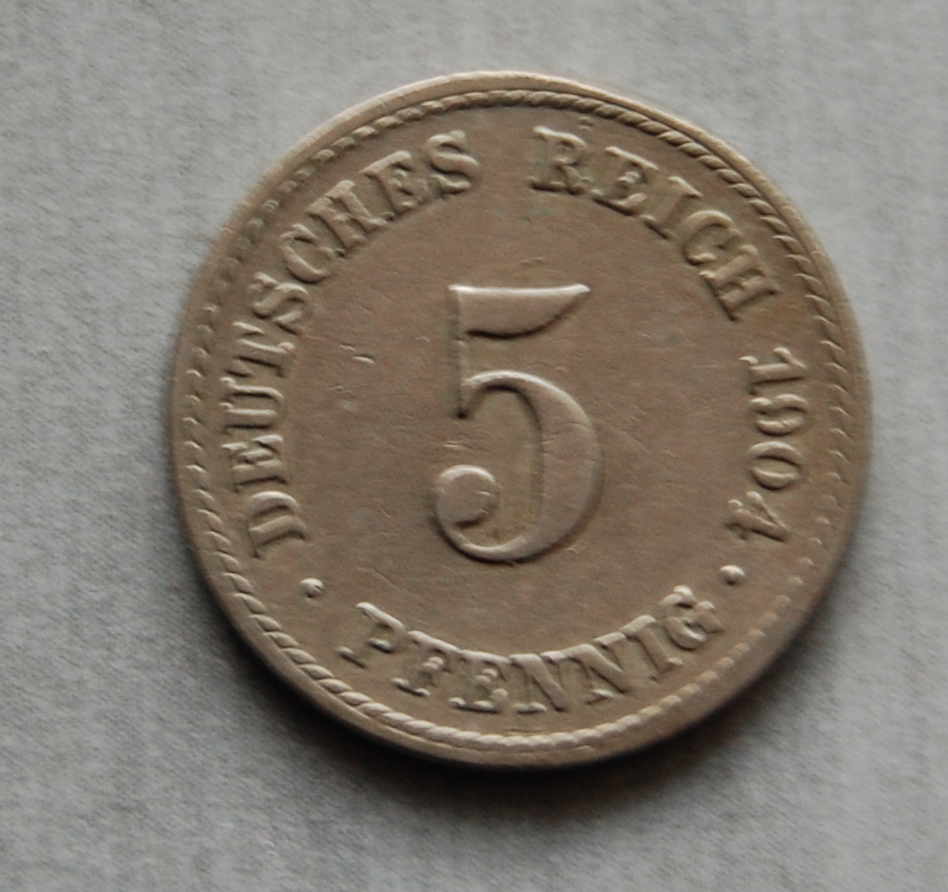 DEUTSCHES REICH 1904
5
· PFENNIG ·